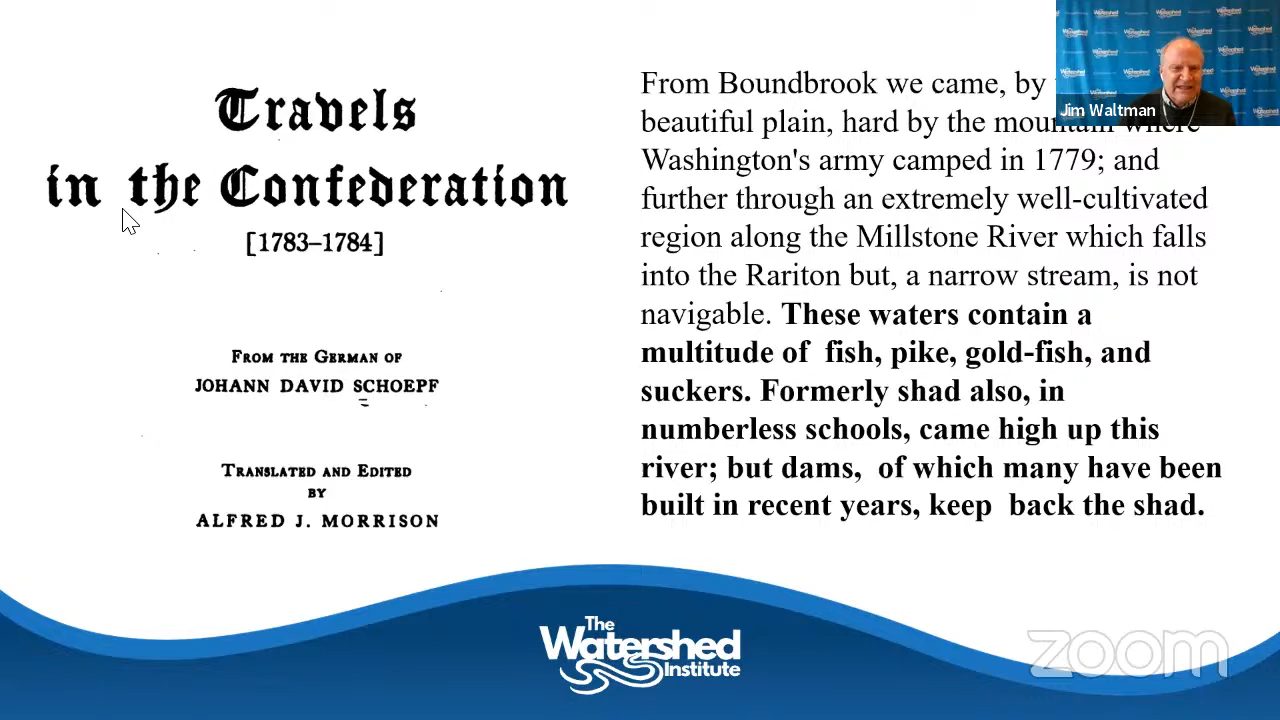 Travels
in the Confederation
[1783–1784]
From the German of
JOHANN DAVID SCHOEPF
Translated and Edited
by
ALFRED J. MORRISON
From Boundbrook we came, by
beautiful plain, hard by the mountain where
Washington's army camped in 1779; and
further through an extremely well-cultivated
region along the Millstone River which falls
into the Rariton but, a narrow stream, is not
navigable. These waters contain a
multitude of fish, pike, gold-fish, and
suckers. Formerly shad also, in
numberless schools, came high up this
river; but dams, of which many have been
built in recent years, keep back the shad.
Jim Waltman
The
Watershed
Institute
zoom